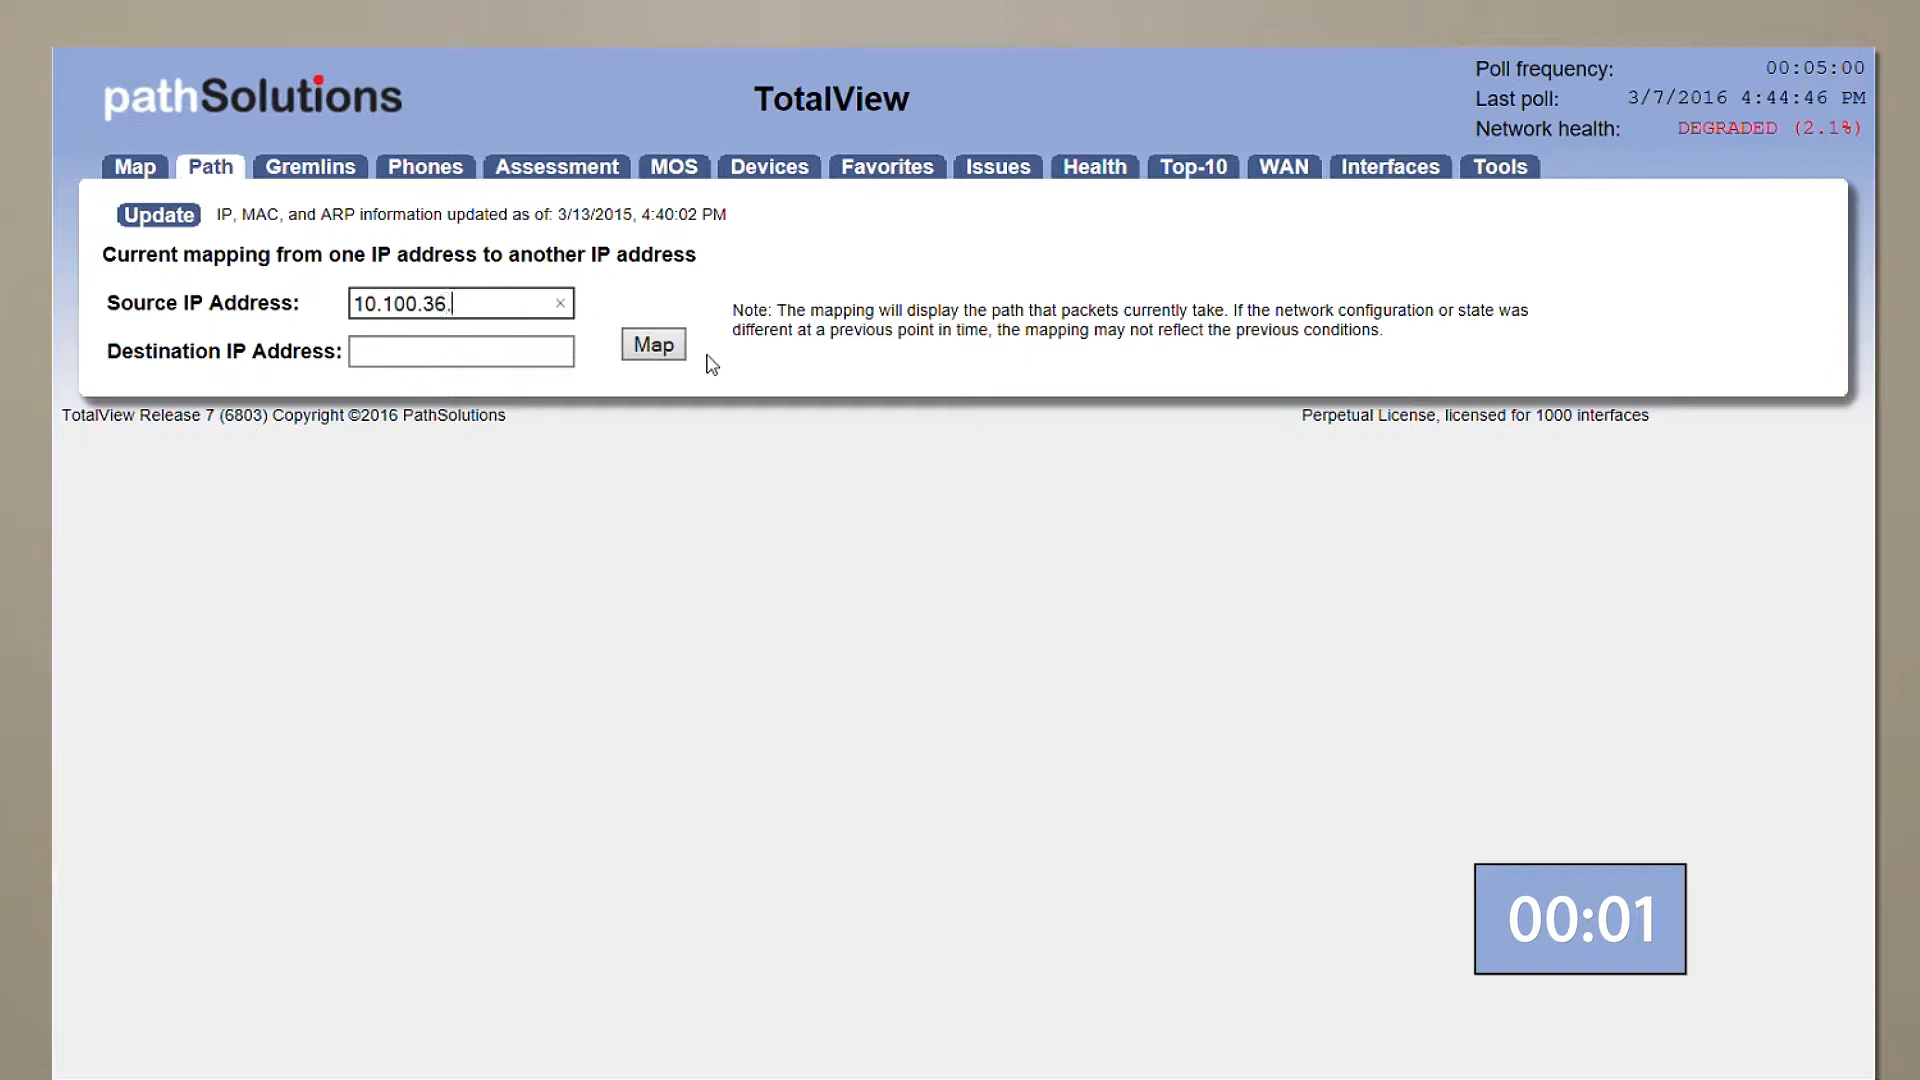 pathSolutions
TotalView
Poll frequency: 00:05:00
Last poll: 3/7/2016 4:44:46 PM
Network health: DEGRADED (2.1%)
Map Path Gremlins Phones Assessment MOS Devices Favorites Issues Health Top-10 WAN Interfaces Tools
Update IP, MAC, and ARP information updated as of: 3/13/2015, 4:40:02 PM
Current mapping from one IP address to another IP address
Source IP Address: 10.100.36. ×
Destination IP Address:
Map
Note: The mapping will display the path that packets currently take. If the network configuration or state was
different at a previous point in time, the mapping may not reflect the previous conditions.
TotalView Release 7 (6803) Copyright ©2016 PathSolutions
Perpetual License, licensed for 1000 interfaces
00:01